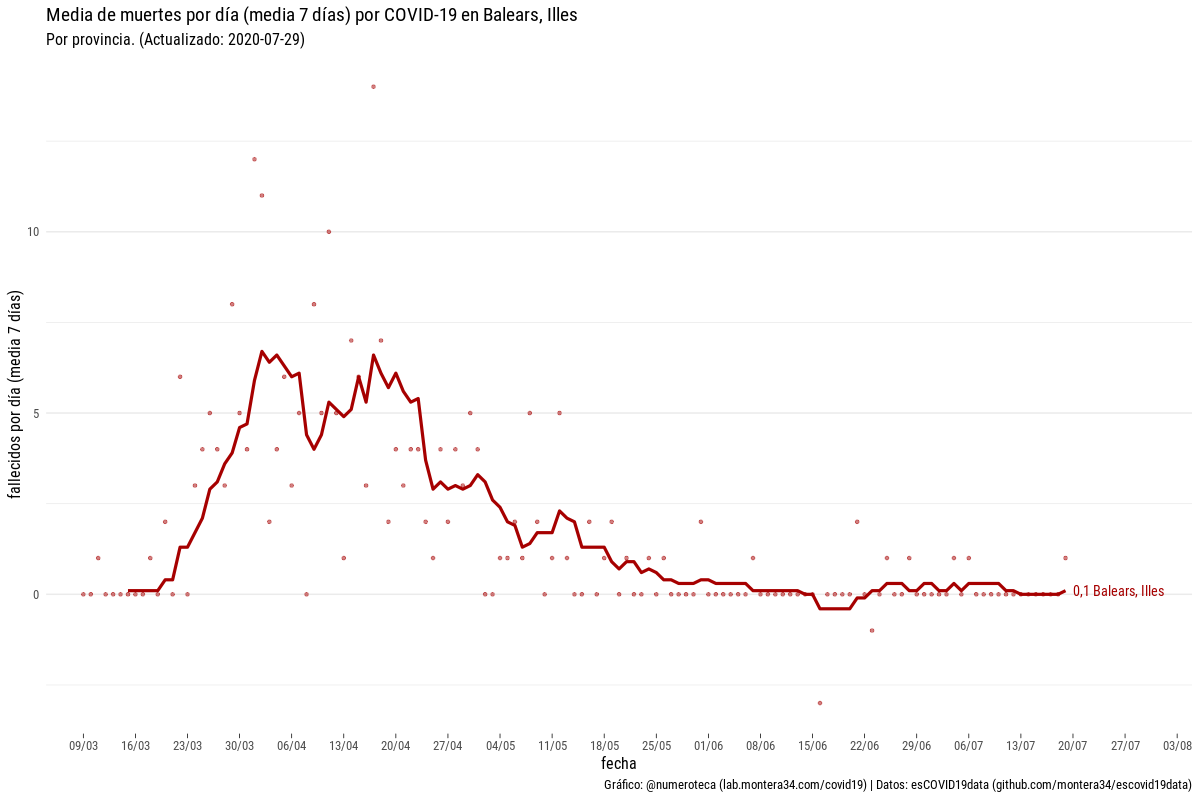 Media de muertes por día (media 7 días) por COVID-19 en Balears, Illes
Por provincia. (Actualizado: 2020-07-29)
fallecidos por día (media 7 días)
10
5
0
0,1 Balears, Illes
09/03 16/03 23/03 30/03 06/04 13/04 20/04 27/04 04/05 11/05 18/05 25/05 01/06 08/06 15/06 22/06 29/06 06/07 13/07 20/07 27/07 03/08
fecha
Gráfico: @numeroteca (lab.montera34.com/covid19) | Datos: esCOVID19data (github.com/montera34/escovid19data)